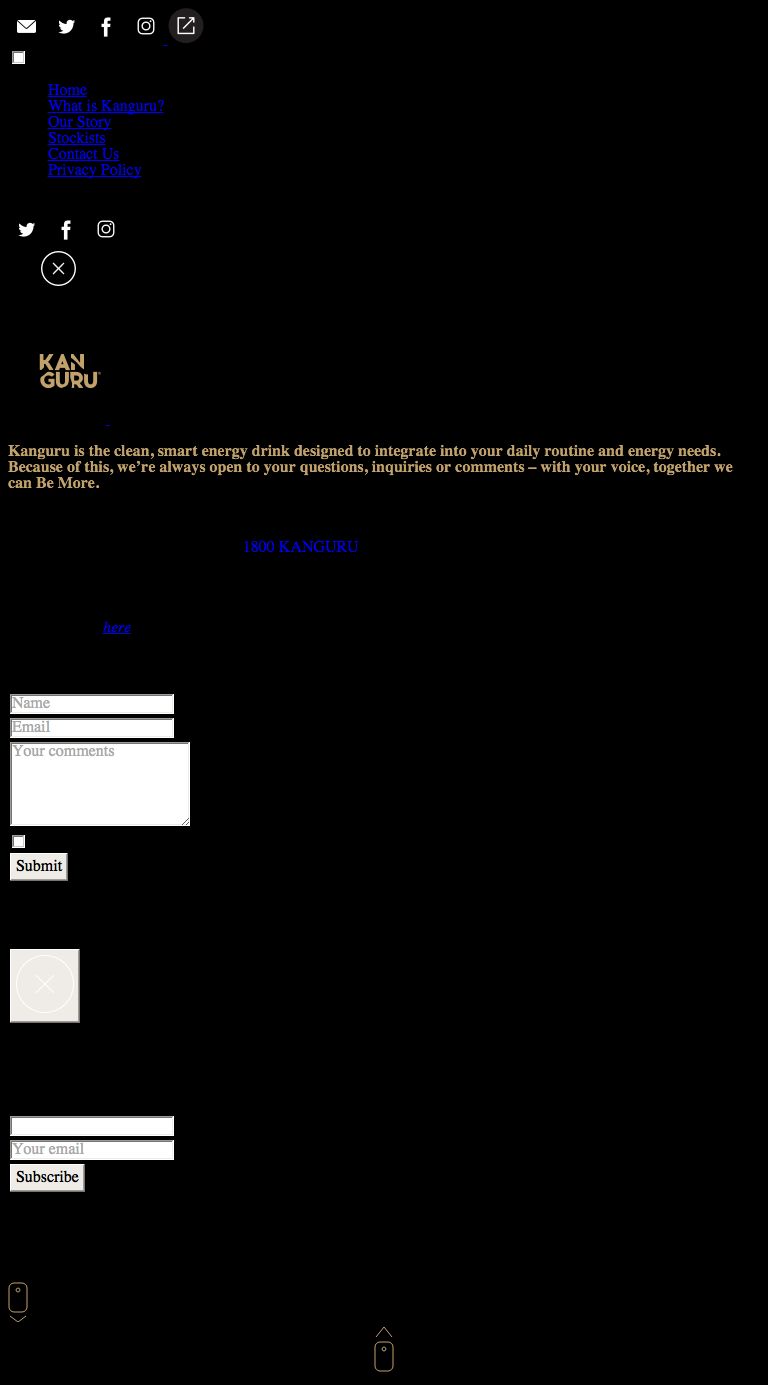 Home
What is Kanguru?
Our Story
Stockists
Contact Us
Privacy Policy
KAN
GURU
Kanguru is the clean, smart energy drink designed to integrate into your daily routine and energy needs.
Because of this, we’re always open to your questions, inquiries or comments – with your voice, together we
can Be More.
1800 KANGURU
here
Name
Email
Your comments
Submit
Your email
Subscribe